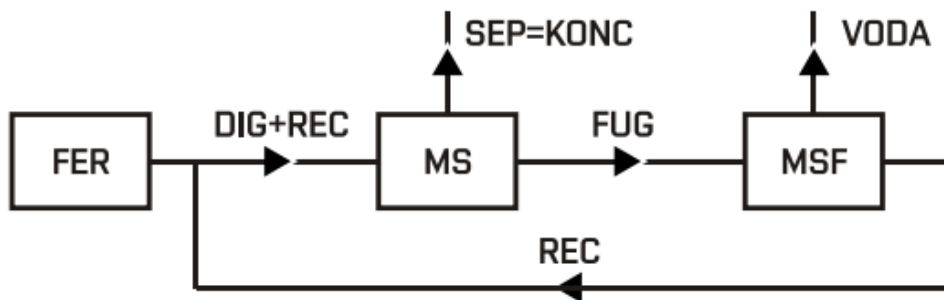 SEP=KONC
VODA
DIG+REC
FUG
FER
MS
MSF
REC